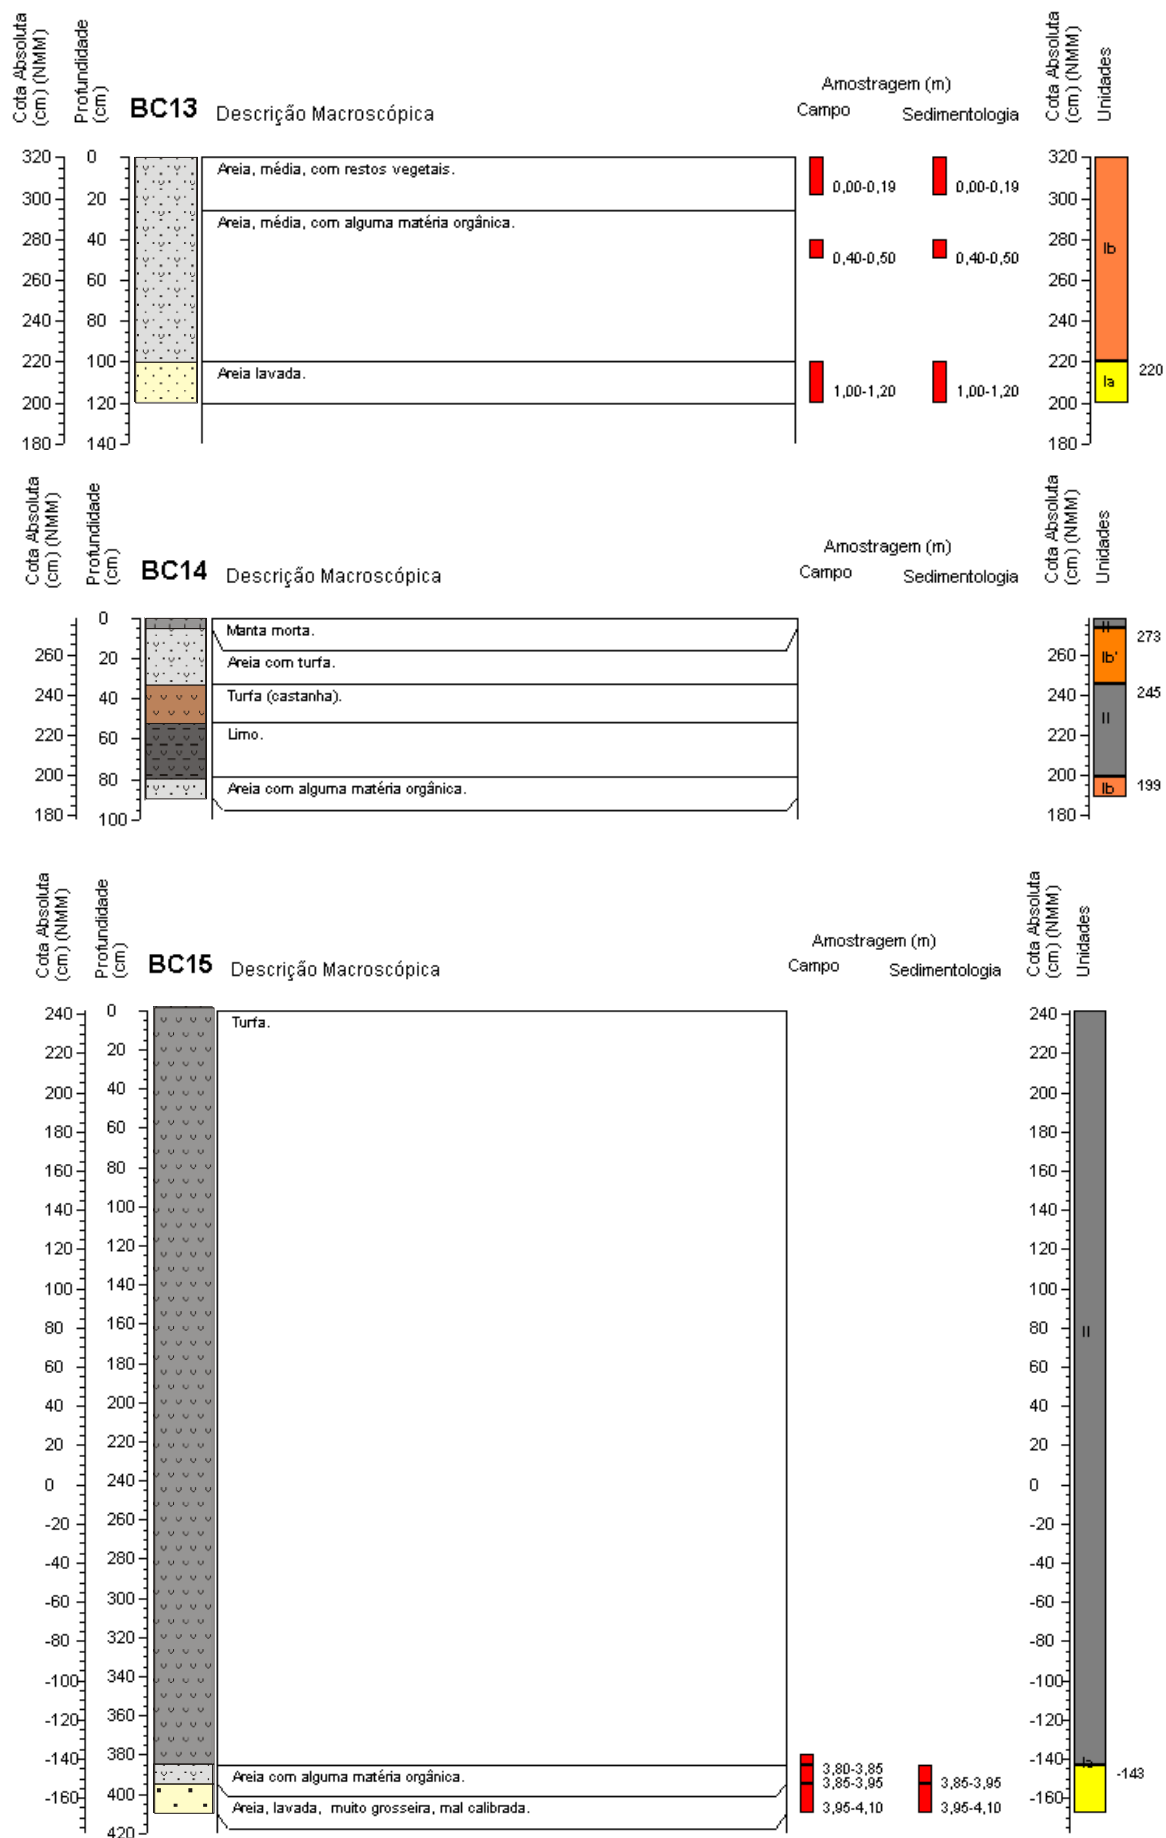 Cota Absoluta
(cm) (NMM)
Profundidade
(cm)
BC13 Descrição Macroscópica
Amostragem (m)
Campo Sedimentologia
Cota Absoluta
(cm) (NMM)
Unidades
320 0 Areia, média, com restos vegetais. 320
0,00-0,19 0,00-0,19
300 20 300
Areia, média, com alguma matéria orgânica.
280 40 280
Ib
0,40-0,50 0,40-0,50
260 60 260
240 80 240
220 100 220
Areia lavada. 220
Ia
1,00-1,20 1,00-1,20
200 120 200
180 140 180
Cota Absoluta
(cm) (NMM)
Profundidade
(cm)
BC14 Descrição Macroscópica
Amostragem (m)
Campo Sedimentologia
Cota Absoluta
(cm) (NMM)
Unidades
0
Manta morta. II 273
260 20 Areia com turfa. 260 Ib'
240 40 Turfa (castanha). 240 245
220 60 Limo. 220 II
200 80 200
Areia com alguma matéria orgânica. Ib 199
180 100 180
Cota Absoluta
(cm) (NMM)
Profundidade
(cm)
BC15 Descrição Macroscópica
Amostragem (m)
Campo Sedimentologia
Cota Absoluta
(cm) (NMM)
Unidades
240 0 240
Turfa.
220 20 220
200 40 200
180 60 180
160 80 160
140 100 140
120 120 120
100 140 100
80 160 80 II
60 180 60
40 200 40
20 220 20
0 240 0
-20 260 -20
-40 280 -40
-60 300 -60
-80 320 -80
-100 340 -100
-120 360 -120
-140 380 -140 Ia
3,80-3,85 -143
Areia com alguma matéria orgânica. 3,85-3,95 3,85-3,95
-160 400 -160
Areia, lavada, muito grosseira, mal calibrada. 3,95-4,10 3,95-4,10
420